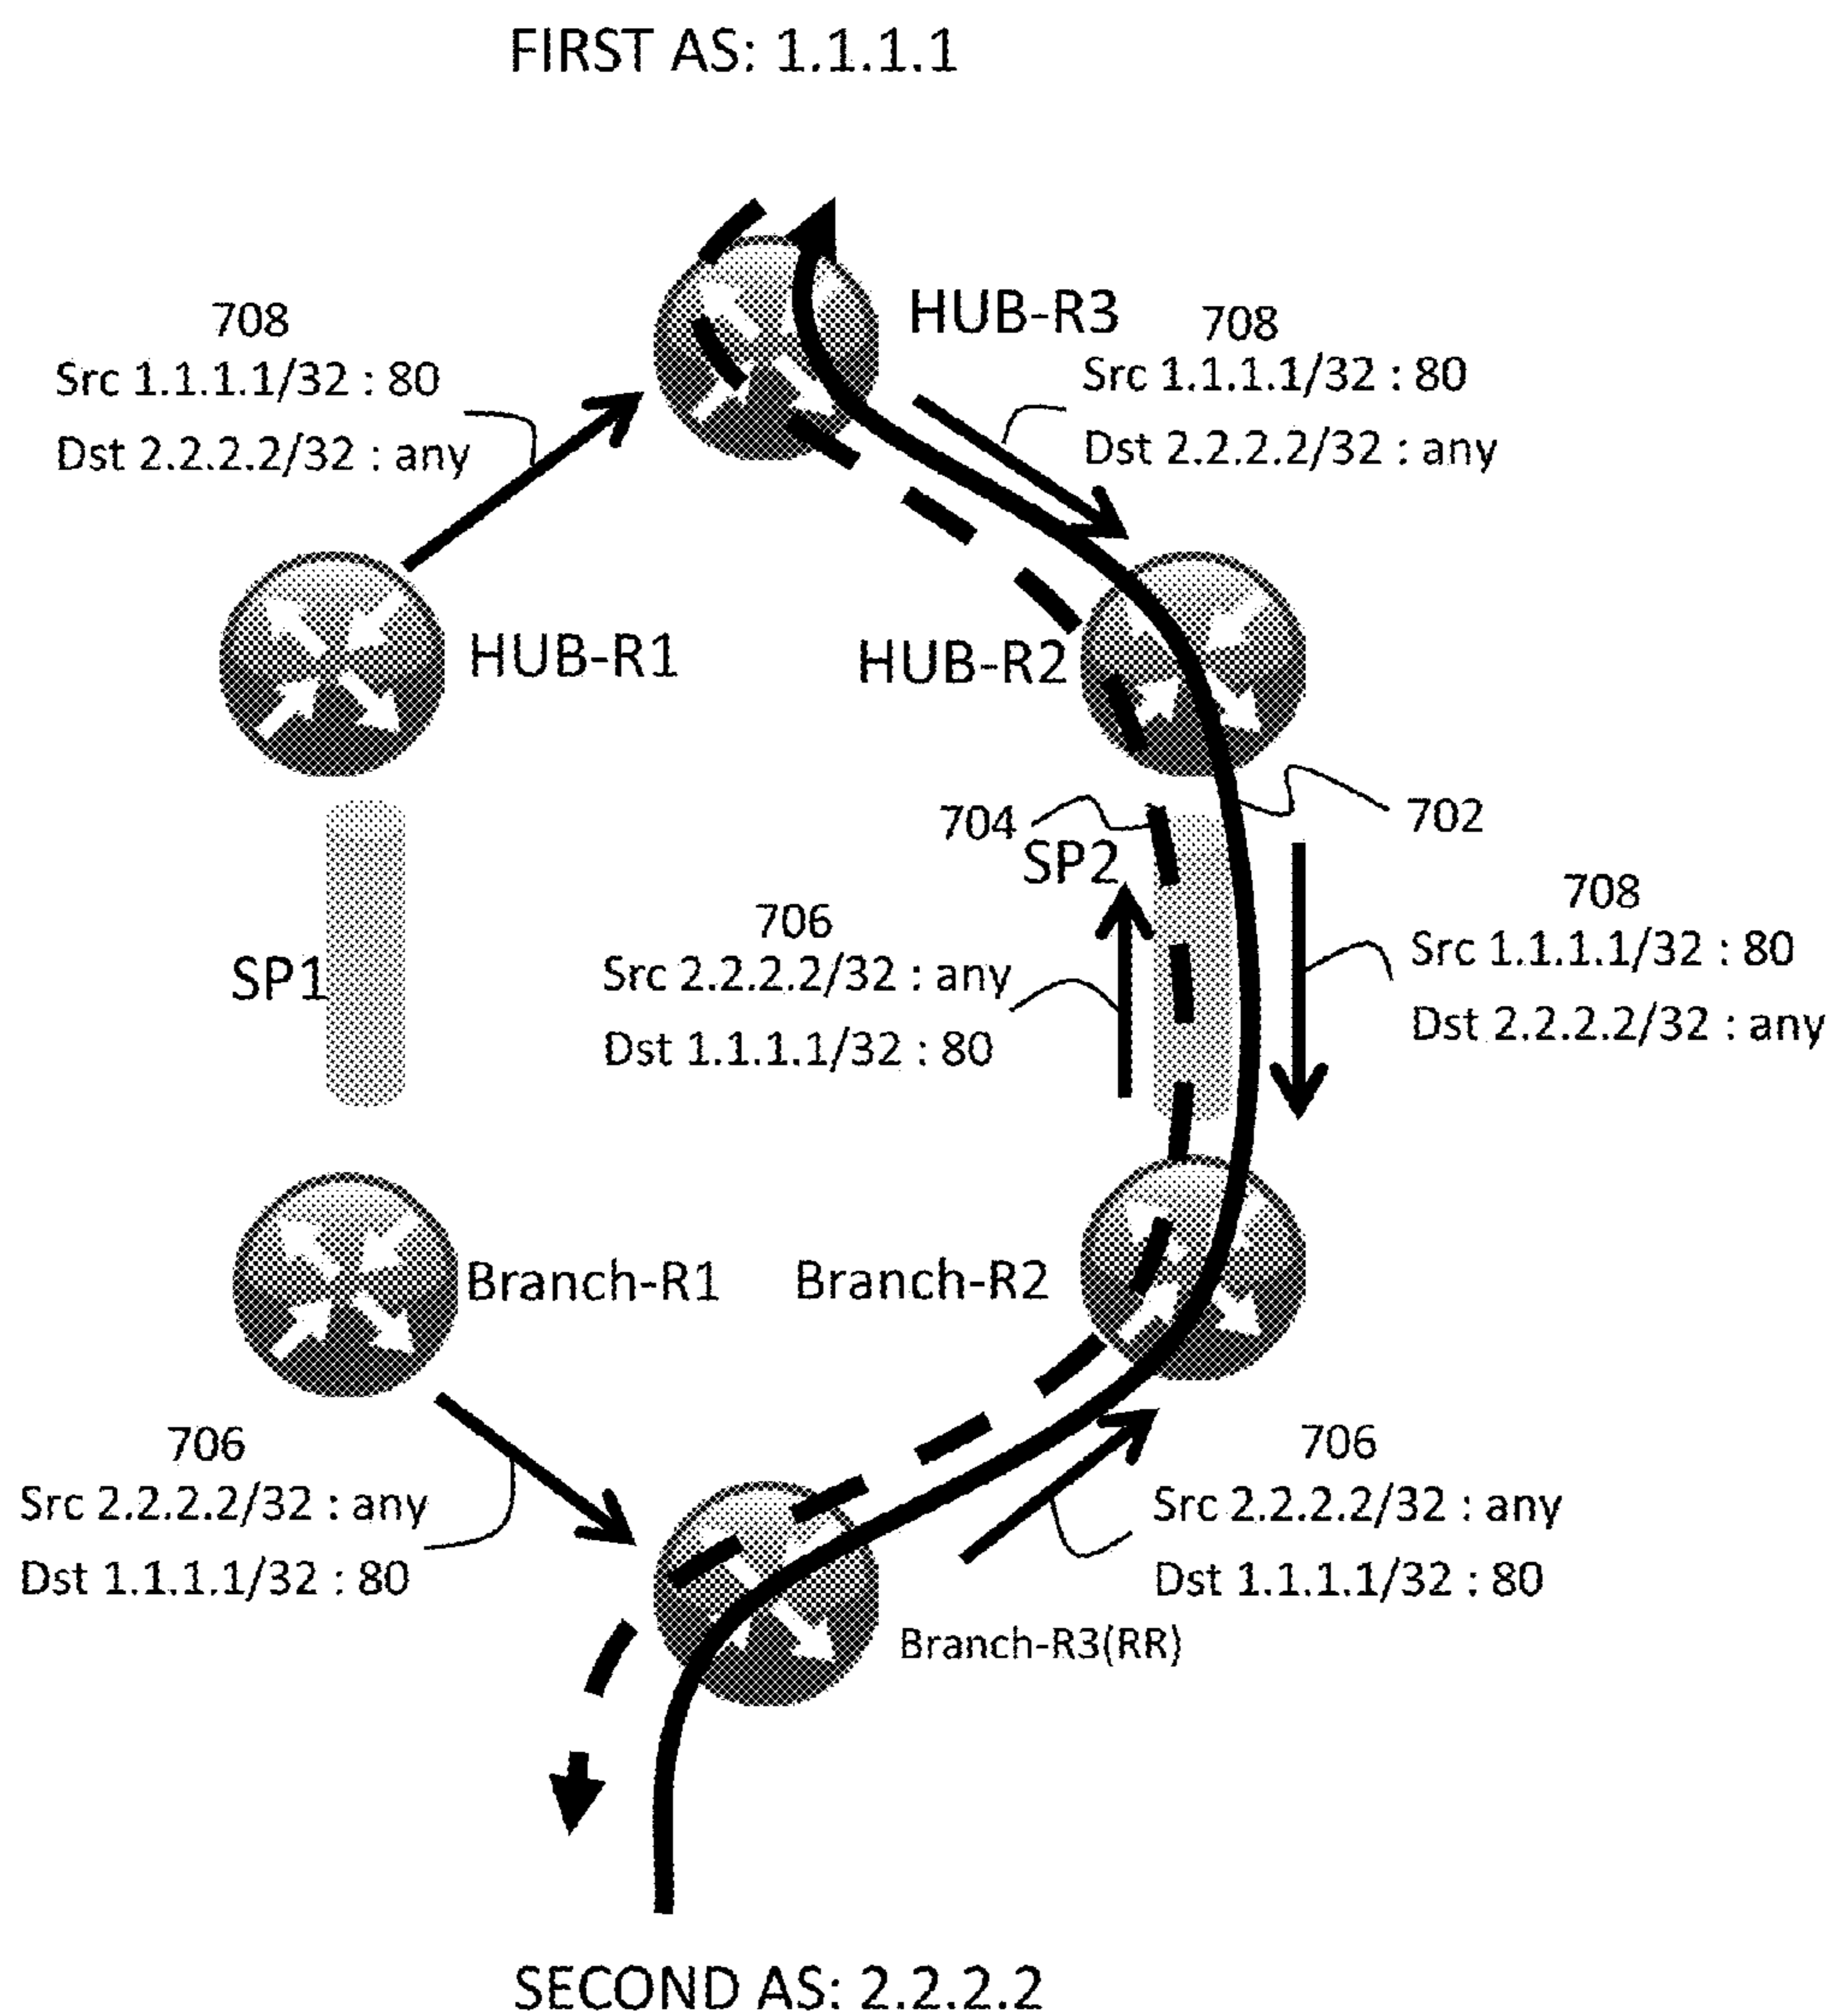 FIRST AS: 1.1.1.1
HUB-R3
708
Src 1.1.1.1/32 : 80
Dst 2.2.2.2/32 : any
708
Src 1.1.1.1/32 : 80
Dst 2.2.2.2/32 : any
HUB-R1
HUB-R2
704
702
SP2
708
Src 1.1.1.1/32 : 80
Dst 2.2.2.2/32 : any
706
Src 2.2.2.2/32 : any
Dst 1.1.1.1/32 : 80
SP1
Branch-R1
Branch-R2
706
Src 2.2.2.2/32 : any
Dst 1.1.1.1/32 : 80
706
Src 2.2.2.2/32 : any
Dst 1.1.1.1/32 : 80
Branch-R3(RR)
SECOND AS: 2.2.2.2